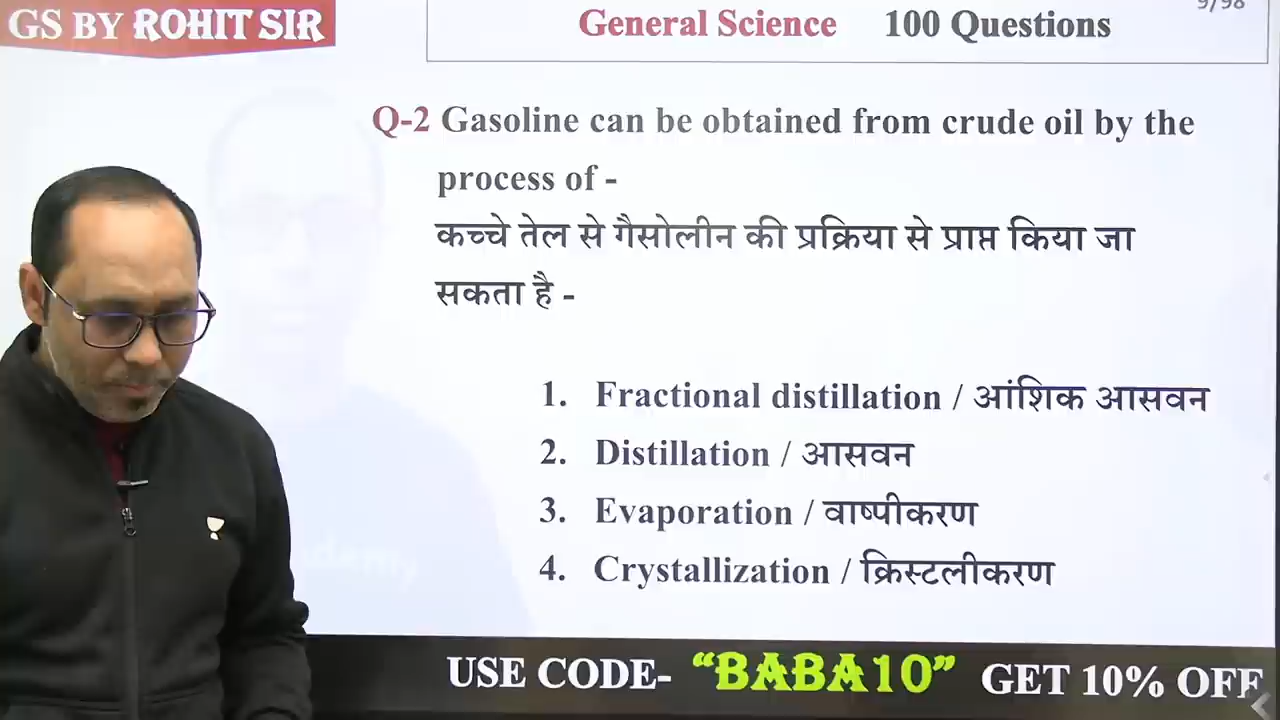 GS BY ROHIT SIR
General Science 100 Questions
9/98
Q-2 Gasoline can be obtained from crude oil by the
process of -
कच्चे तेल से गैसोलीन की प्रक्रिया से प्राप्त किया जा
सकता है -
1. Fractional distillation / आंशिक आसवन
2. Distillation / आसवन
3. Evaporation / वाष्पीकरण
4. Crystallization / क्रिस्टलीकरण
USE CODE- “BABA10” GET 10% OFF